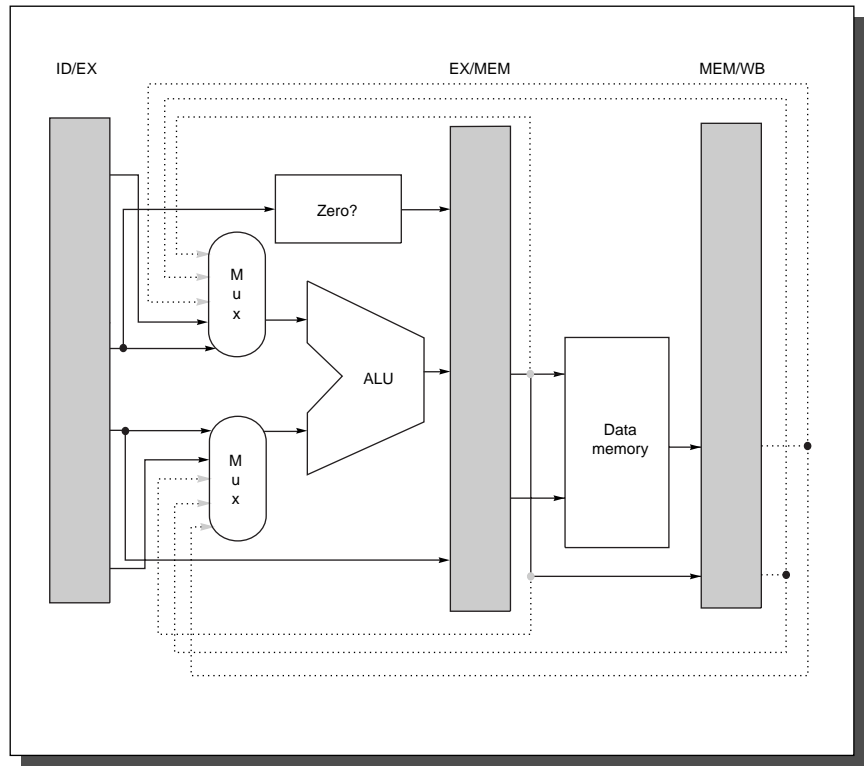 ID/EX
EX/MEM
MEM/WB
Zero?
M
u
x
ALU
Data
memory
M
u
x